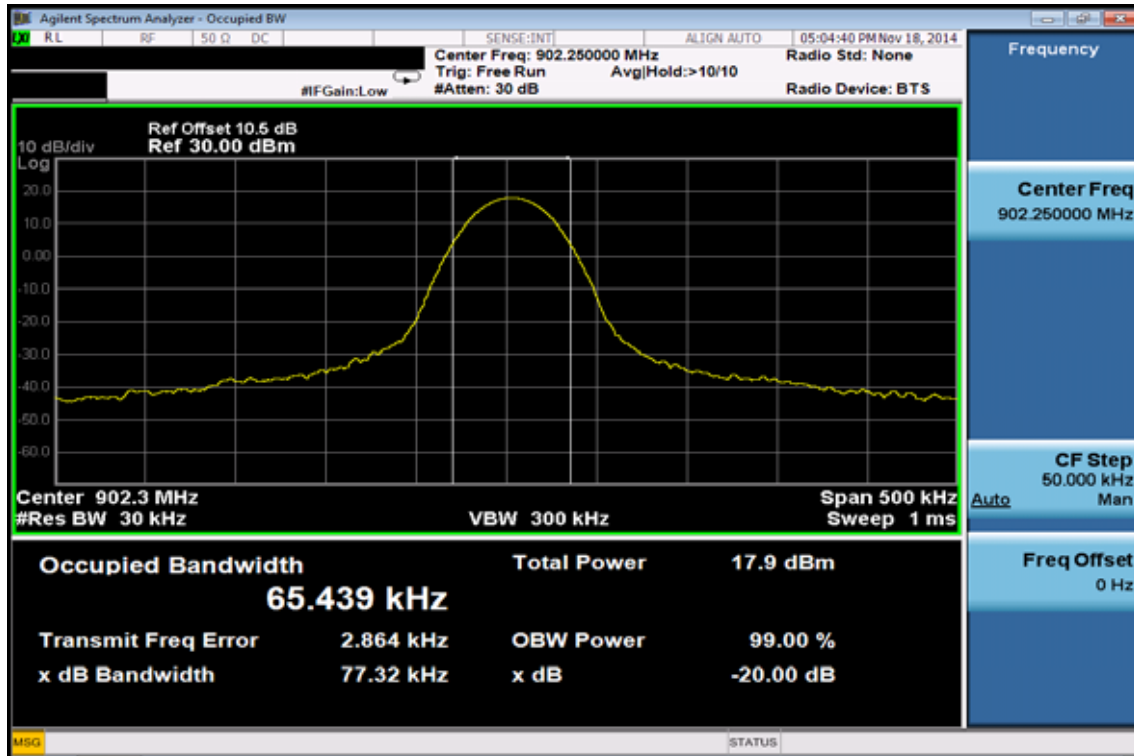 Agilent Spectrum Analyzer - Occupied BW
LXI RL RF 50 Ω DC SENSE:INT ALIGN AUTO 05:04:40 PM Nov 18, 2014
Center Freq: 902.250000 MHz Radio Std: None
Trig: Free Run Avg|Hold:>10/10
#IFGain:Low #Atten: 30 dB Radio Device: BTS
Ref Offset 10.5 dB
10 dB/div Ref 30.00 dBm
Log
20.0
10.0
0.00
-10.0
-20.0
-30.0
-40.0
-50.0
-60.0
Center 902.3 MHz Span 500 kHz
#Res BW 30 kHz VBW 300 kHz Sweep 1 ms
Occupied Bandwidth Total Power 17.9 dBm
65.439 kHz
Transmit Freq Error 2.864 kHz OBW Power 99.00 %
x dB Bandwidth 77.32 kHz x dB -20.00 dB
MSG STATUS
Frequency
Center Freq
902.250000 MHz
CF Step
50.000 kHz
Auto Man
Freq Offset
0 Hz